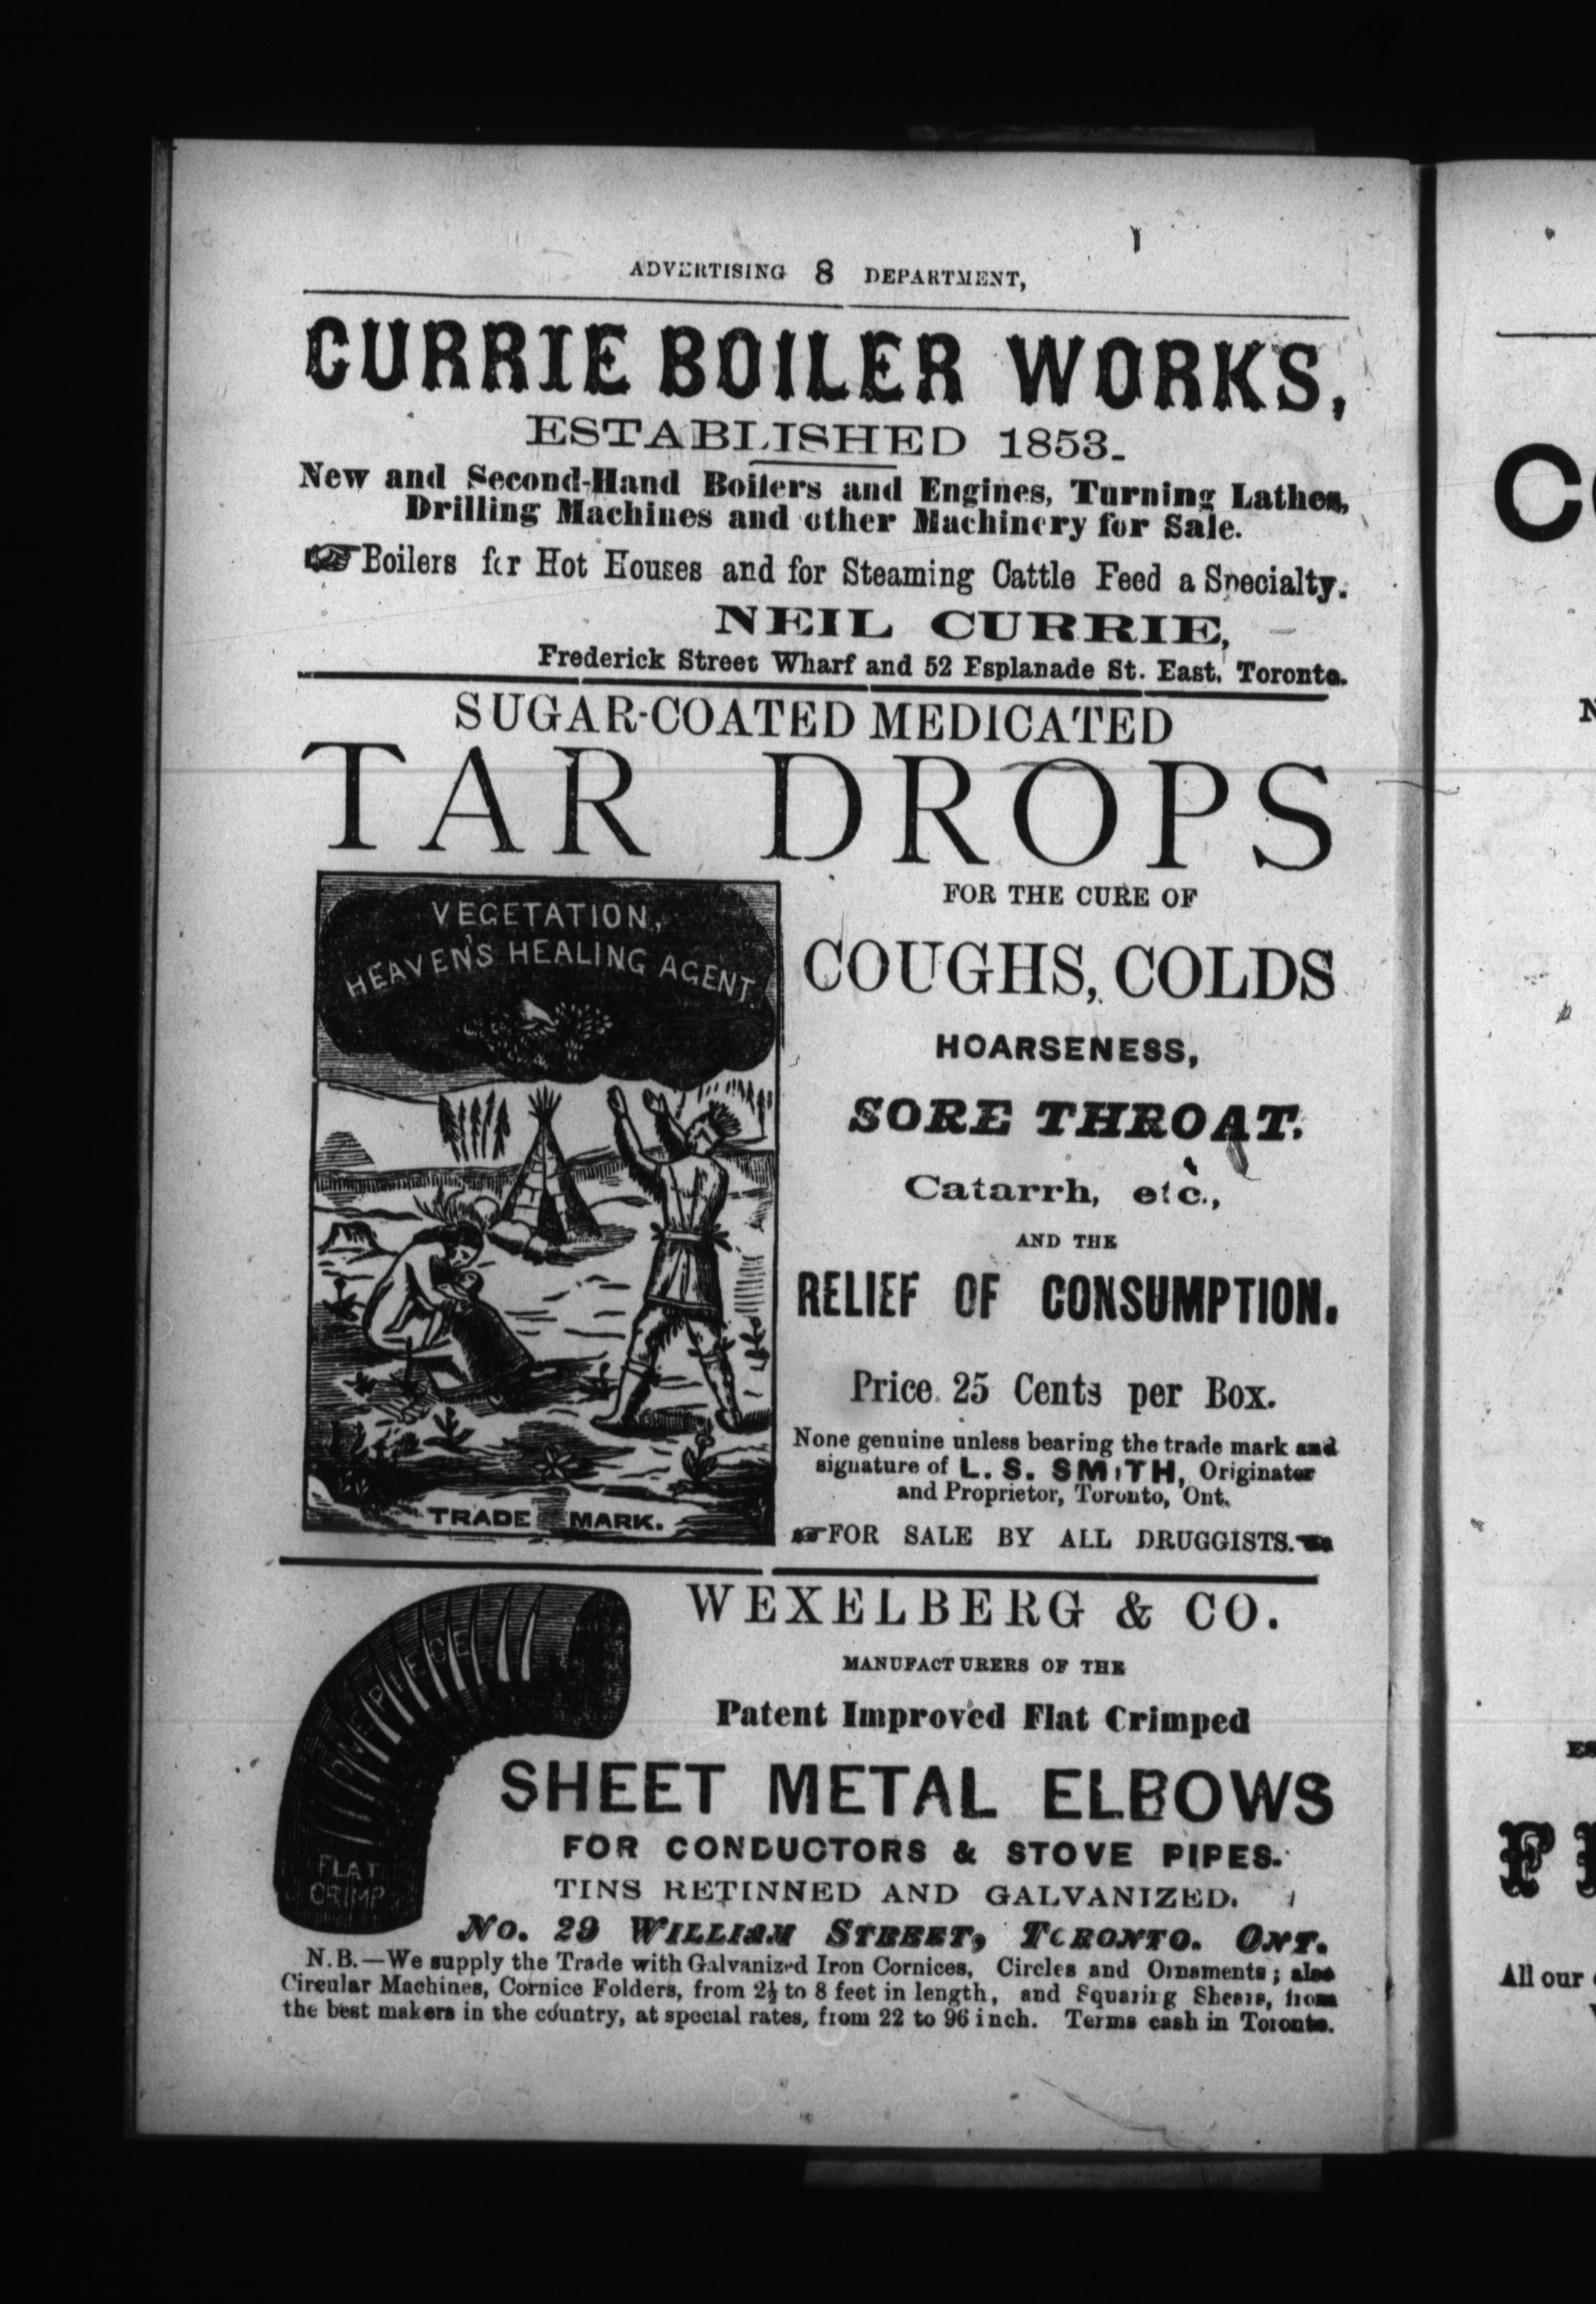 ADVERTISING 8 DEPARTMENT,
CURRIE BOILER WORKS,
ESTABLISHED 1853.
New and Second-Hand Boilers and Engines, Turning Lathes,
Drilling Machines and other Machinery for Sale.
Boilers for Hot Houses and for Steaming Cattle Feed a Specialty.
NEIL CURRIE,
Frederick Street Wharf and 52 Esplanade St. East, Toronto.
SUGAR-COATED MEDICATED
TAR DROPS
VEGETATION,
HEAVEN'S HEALING AGENT.
TRADE MARK.
FOR THE CURE OF
COUGHS, COLDS
HOARSENESS,
SORE THROAT.
Catarrh, etc.,
AND THE
RELIEF OF CONSUMPTION.
Price 25 Cents per Box.
None genuine unless bearing the trade mark and
signature of L. S. SMITH, Originator
and Proprietor, Toronto, Ont.
FOR SALE BY ALL DRUGGISTS.
ONE PIECE
FLAT
CRIMP
WEXELBERG & CO.
MANUFACTURERS OF THE
Patent Improved Flat Crimped
SHEET METAL ELBOWS
FOR CONDUCTORS & STOVE PIPES.
TINS RETINNED AND GALVANIZED.
No. 29 WILLIAM STREET, TORONTO. ONT.
N.B.—We supply the Trade with Galvanized Iron Cornices, Circles and Ornaments; also
Circular Machines, Cornice Folders, from 2½ to 8 feet in length, and Squaring Shears, from
the best makers in the country, at special rates, from 22 to 96 inch. Terms cash in Toronto.
All our